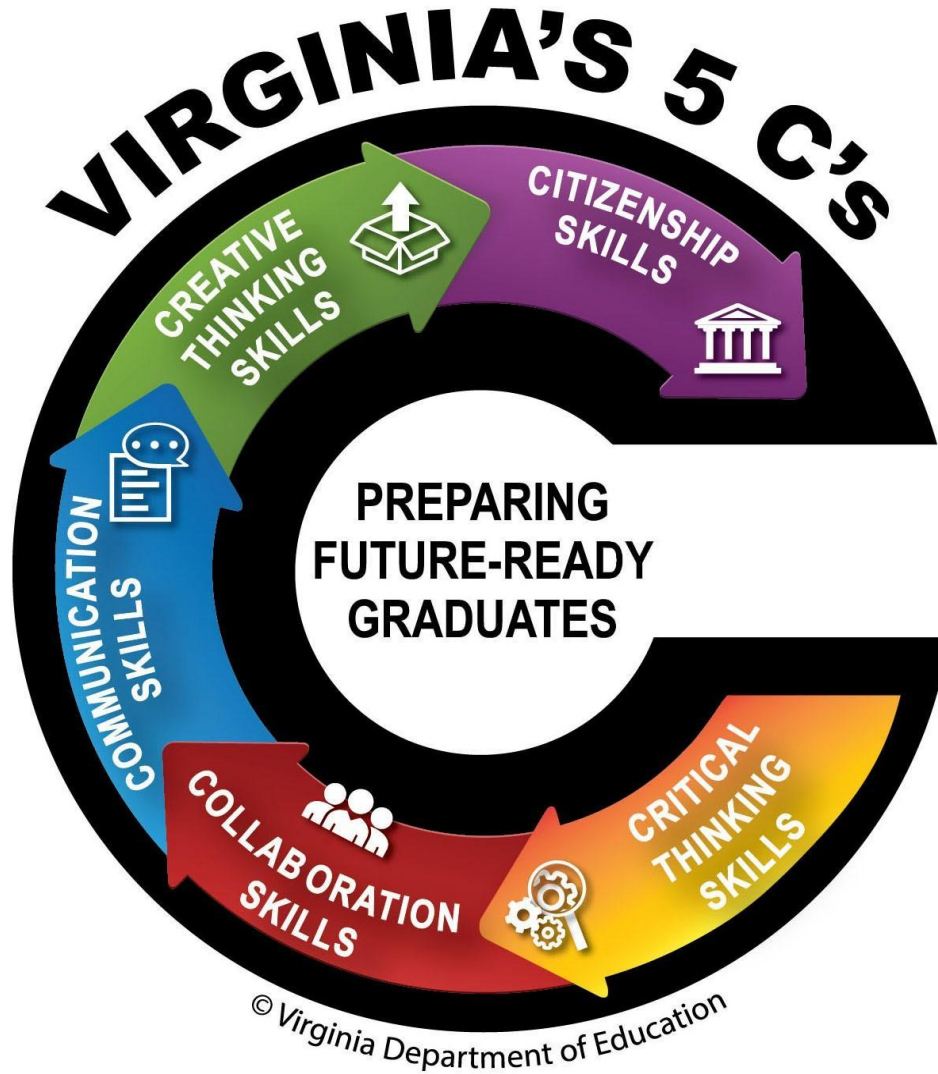 VIRGINIA'S 5 C's
CREATIVE
THINKING
SKILLS
CITIZENSHIP
SKILLS
COMMUNICATION
SKILLS
PREPARING
FUTURE-READY
GRADUATES
COLLABORATION
SKILLS
CRITICAL
THINKING
SKILLS
© Virginia Department of Education